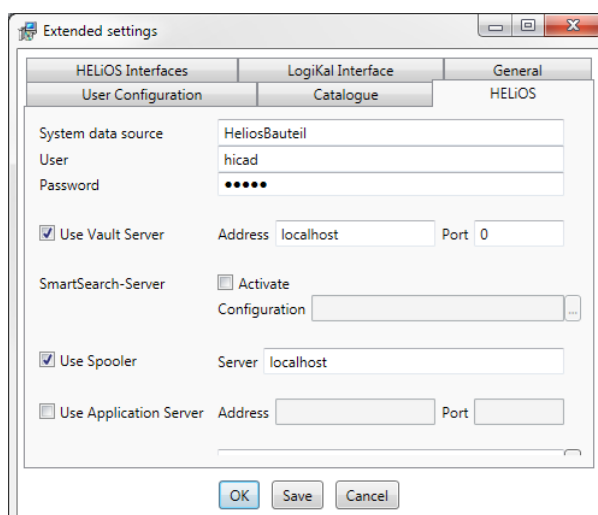 Extended settings
HELiOS Interfaces LogiKal Interface General
User Configuration Catalogue HELiOS
System data source HeliosBauteil
User hicad
Password ●●●●●
Use Vault Server Address localhost Port 0
SmartSearch-Server Activate
Configuration ...
Use Spooler Server localhost
Use Application Server Address Port
OK Save Cancel